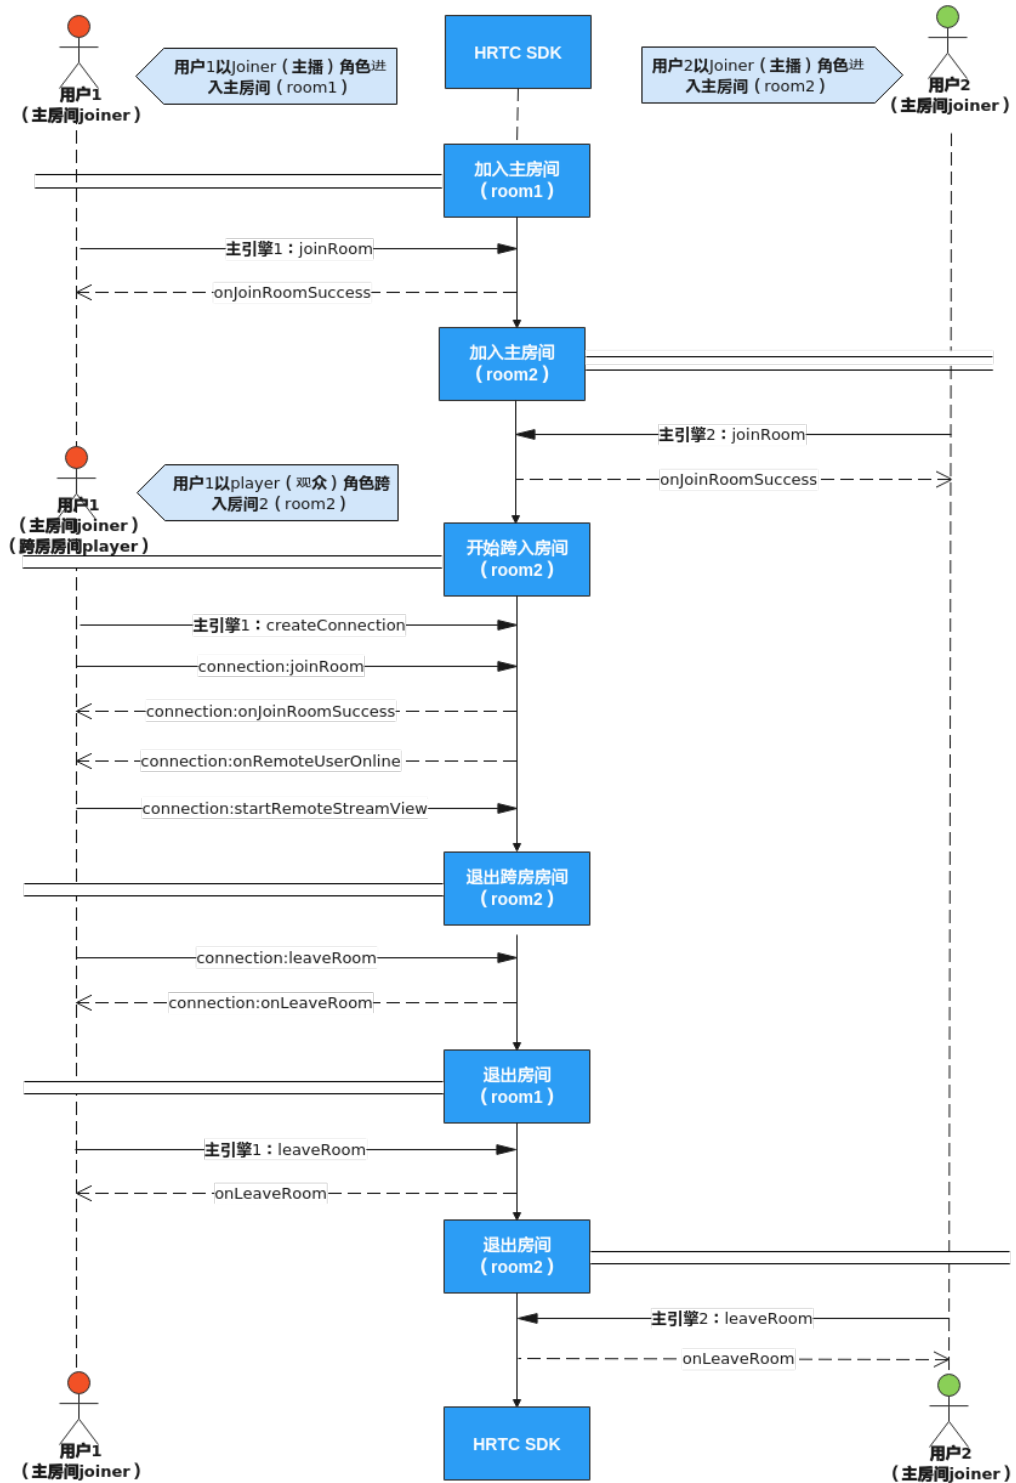 用户1以Joiner（主播）角色进
入主房间（room1）
HRTC SDK
用户2以Joiner（主播）角色进
入主房间（room2）
用户1
（主房间joiner）
用户2
（主房间joiner）
加入主房间
（room1）
主引擎1：joinRoom
onJoinRoomSuccess
加入主房间
（room2）
主引擎2：joinRoom
onJoinRoomSuccess
用户1以player（观众）角色跨
入房间2（room2）
用户1
（主房间joiner）
（跨房房间player）
开始跨入房间
（room2）
主引擎1：createConnection
connection:joinRoom
connection:onJoinRoomSuccess
connection:onRemoteUserOnline
connection:startRemoteStreamView
退出跨房房间
（room2）
connection:leaveRoom
connection:onLeaveRoom
退出房间
（room1）
主引擎1：leaveRoom
onLeaveRoom
退出房间
（room2）
主引擎2：leaveRoom
onLeaveRoom
用户1
（主房间joiner）
HRTC SDK
用户2
（主房间joiner）